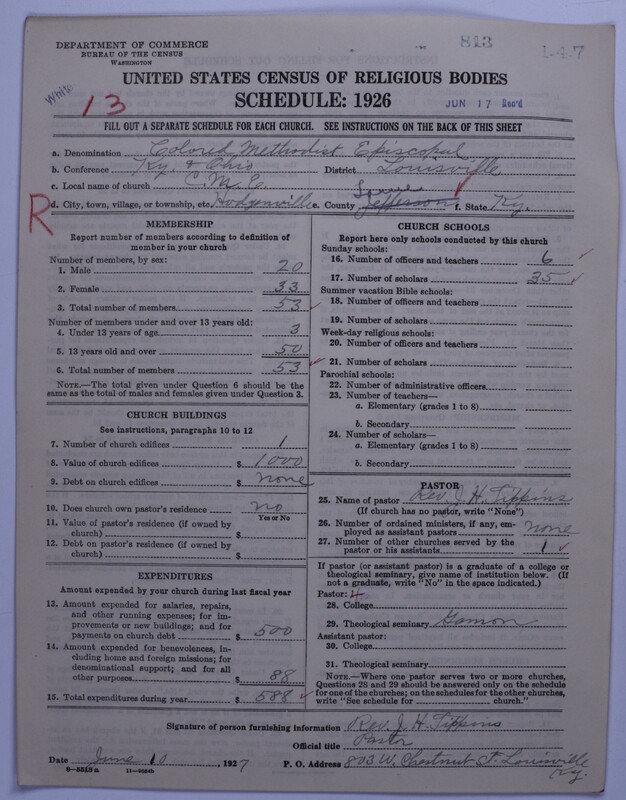 813
1-47
DEPARTMENT OF COMMERCE
BUREAU OF THE CENSUS
WASHINGTON
White
13
UNITED STATES CENSUS OF RELIGIOUS BODIES
SCHEDULE: 1926
JUN 17 Rec'd
FILL OUT A SEPARATE SCHEDULE FOR EACH CHURCH. SEE INSTRUCTIONS ON THE BACK OF THIS SHEET
a. Denomination Colored Methodist Episcopal
b. Conference Ky. & Ohio District Louisville
c. Local name of church C.M.E.
R
d. City, town, village, or township, etc. Hodgenville e. County Jefferson f. State Ky.
MEMBERSHIP
Report number of members according to definition of
member in your church
Number of members, by sex:
1. Male 20
2. Female 33
3. Total number of members 53
Number of members under and over 13 years old:
4. Under 13 years of age 3
5. 13 years old and over 50
6. Total number of members 53
NOTE.—The total given under Question 6 should be the
same as the total of males and females given under Question 3.
CHURCH BUILDINGS
See instructions, paragraphs 10 to 12
7. Number of church edifices 1
8. Value of church edifices $ 1000
9. Debt on church edifices $ none
10. Does church own pastor's residence no
Yes or No
11. Value of pastor's residence (if owned by
church) $
12. Debt on pastor's residence (if owned by
church) $
EXPENDITURES
Amount expended by your church during last fiscal year
13. Amount expended for salaries, repairs,
and other running expenses; for im-
provements or new buildings; and for
payments on church debt $ 500
14. Amount expended for benevolences, in-
cluding home and foreign missions; for
denominational support; and for all
other purposes $ 88
15. Total expenditures during year $ 588
CHURCH SCHOOLS
Report here only schools conducted by this church
Sunday schools:
16. Number of officers and teachers 6
17. Number of scholars 35
Summer vacation Bible schools:
18. Number of officers and teachers
19. Number of scholars
Week-day religious schools:
20. Number of officers and teachers
21. Number of scholars
Parochial schools:
22. Number of administrative officers
23. Number of teachers—
a. Elementary (grades 1 to 8)
b. Secondary
24. Number of scholars—
a. Elementary (grades 1 to 8)
b. Secondary
PASTOR
25. Name of pastor Rev. J. H. Tippins
(If church has no pastor, write "None")
26. Number of ordained ministers, if any, em-
ployed as assistant pastors none
27. Number of other churches served by the
pastor or his assistants 1
If pastor (or assistant pastor) is a graduate of a college or
theological seminary, give name of institution below. (If
not a graduate, write "No" in the space indicated.)
Pastor: 4
28. College
29. Theological seminary Gamon
Assistant pastor:
30. College
31. Theological seminary
NOTE.—Where one pastor serves two or more churches,
Questions 28 and 29 should be answered only on the schedule
for one of the churches; on the schedules for the other churches,
write "See schedule for church."
Signature of person furnishing information Rev. J. H. Tippins
Official title Pastor
Date June 10, 1927 P. O. Address 803 W. Chestnut St. Louisville
Ky.